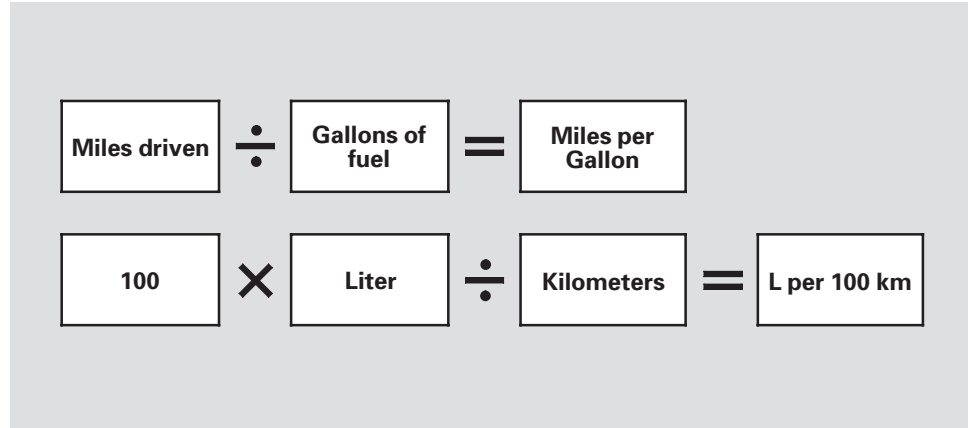 Miles driven ÷ Gallons of fuel = Miles per Gallon
100 × Liter ÷ Kilometers = L per 100 km